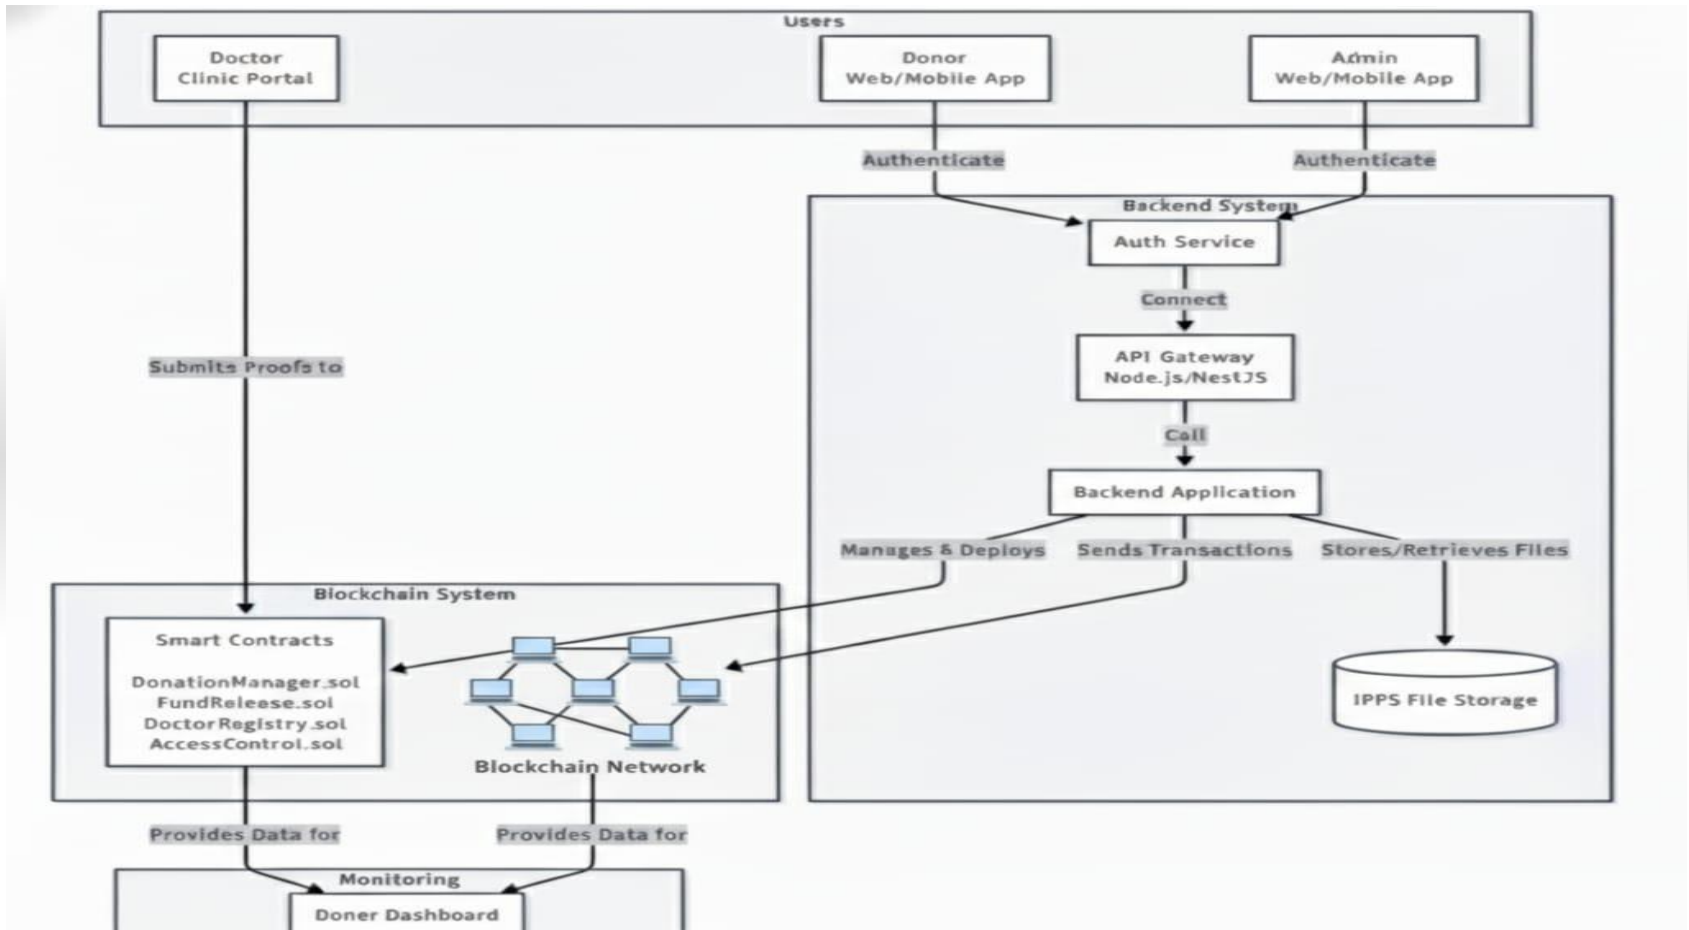 Users
Doctor
Clinic Portal
Donor
Web/Mobile App
Admin
Web/Mobile App
Authenticate
Authenticate
Backend System
Auth Service
Connect
API Gateway
Node.js/NestJS
Submits Proofs to
Call
Backend Application
Manages & Deploys
Sends Transactions
Stores/Retrieves Files
Blockchain System
Smart Contracts
DonationManager.sol
FundRelease.sol
DoctorRegistry.sol
AccessControl.sol
Blockchain Network
IPPS File Storage
Provides Data for
Provides Data for
Monitoring
Doner Dashboard